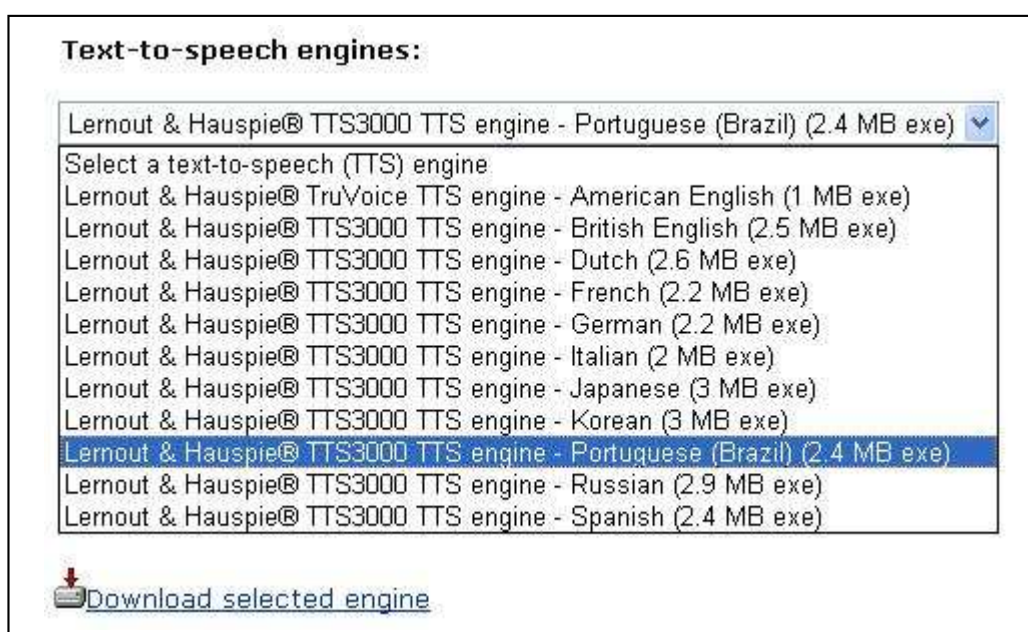 Text-to-speech engines:
Lernout & Hauspie® TTS3000 TTS engine - Portuguese (Brazil) (2.4 MB exe)
Select a text-to-speech (TTS) engine
Lernout & Hauspie® TruVoice TTS engine - American English (1 MB exe)
Lernout & Hauspie® TTS3000 TTS engine - British English (2.5 MB exe)
Lernout & Hauspie® TTS3000 TTS engine - Dutch (2.6 MB exe)
Lernout & Hauspie® TTS3000 TTS engine - French (2.2 MB exe)
Lernout & Hauspie® TTS3000 TTS engine - German (2.2 MB exe)
Lernout & Hauspie® TTS3000 TTS engine - Italian (2 MB exe)
Lernout & Hauspie® TTS3000 TTS engine - Japanese (3 MB exe)
Lernout & Hauspie® TTS3000 TTS engine - Korean (3 MB exe)
Lernout & Hauspie® TTS3000 TTS engine - Portuguese (Brazil) (2.4 MB exe)
Lernout & Hauspie® TTS3000 TTS engine - Russian (2.9 MB exe)
Lernout & Hauspie® TTS3000 TTS engine - Spanish (2.4 MB exe)
Download selected engine